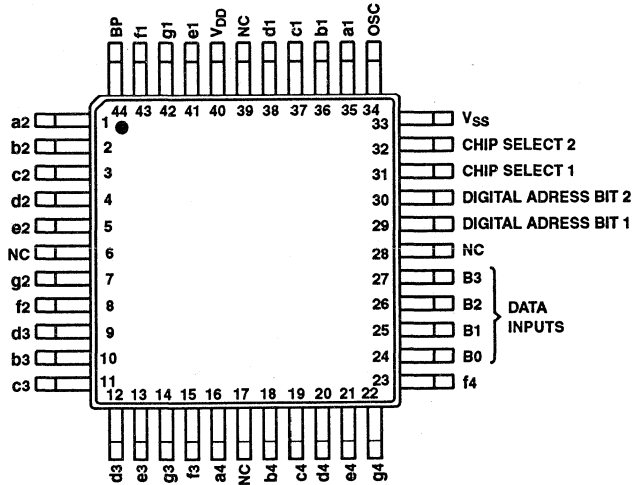 BP f1 g1 e1 VDD NC d1 c1 b1 a1 OSC
44 43 42 41 40 39 38 37 36 35 34
a2 1
b2 2
c2 3
d2 4
e2 5
NC 6
g2 7
f2 8
d3 9
b3 10
c3 11
33 VSS
32 CHIP SELECT 2
31 CHIP SELECT 1
30 DIGITAL ADRESS BIT 2
29 DIGITAL ADRESS BIT 1
28 NC
27 B3
26 B2
25 B1
24 B0
DATA
INPUTS
23 f4
12 13 14 15 16 17 18 19 20 21 22
d3 e3 g3 f3 a4 NC b4 c4 d4 e4 g4